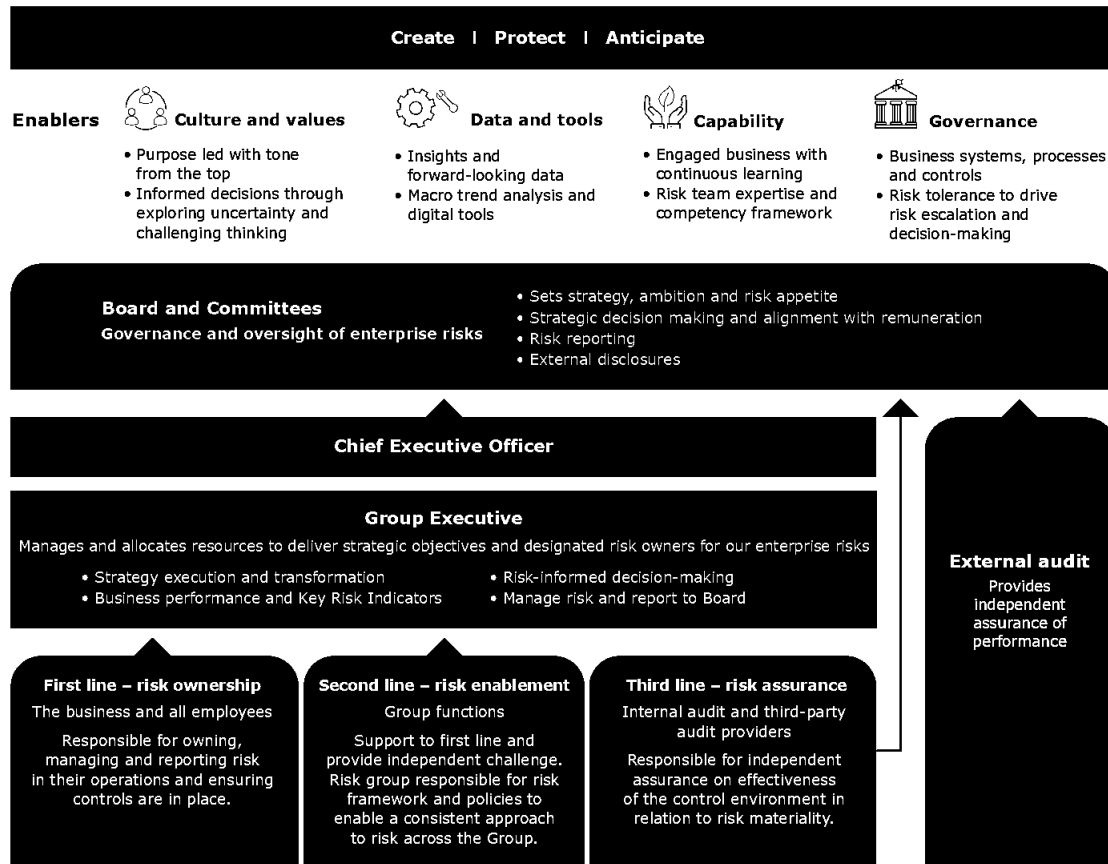 Create | Protect | Anticipate
Enablers
Culture and values
• Purpose led with tone
from the top
• Informed decisions through
exploring uncertainty and
challenging thinking
Data and tools
• Insights and
forward-looking data
• Macro trend analysis and
digital tools
Capability
• Engaged business with
continuous learning
• Risk team expertise and
competency framework
Governance
• Business systems, processes
and controls
• Risk tolerance to drive
risk escalation and
decision-making
Board and Committees
Governance and oversight of enterprise risks
• Sets strategy, ambition and risk appetite
• Strategic decision making and alignment with remuneration
• Risk reporting
• External disclosures
Chief Executive Officer
Group Executive
Manages and allocates resources to deliver strategic objectives and designated risk owners for our enterprise risks
• Strategy execution and transformation
• Business performance and Key Risk Indicators
• Risk-informed decision-making
• Manage risk and report to Board
External audit
Provides
independent
assurance of
performance
First line – risk ownership
The business and all employees
Responsible for owning,
managing and reporting risk
in their operations and ensuring
controls are in place.
Second line – risk enablement
Group functions
Support to first line and
provide independent challenge.
Risk group responsible for risk
framework and policies to
enable a consistent approach
to risk across the Group.
Third line – risk assurance
Internal audit and third-party
audit providers
Responsible for independent
assurance on effectiveness
of the control environment in
relation to risk materiality.